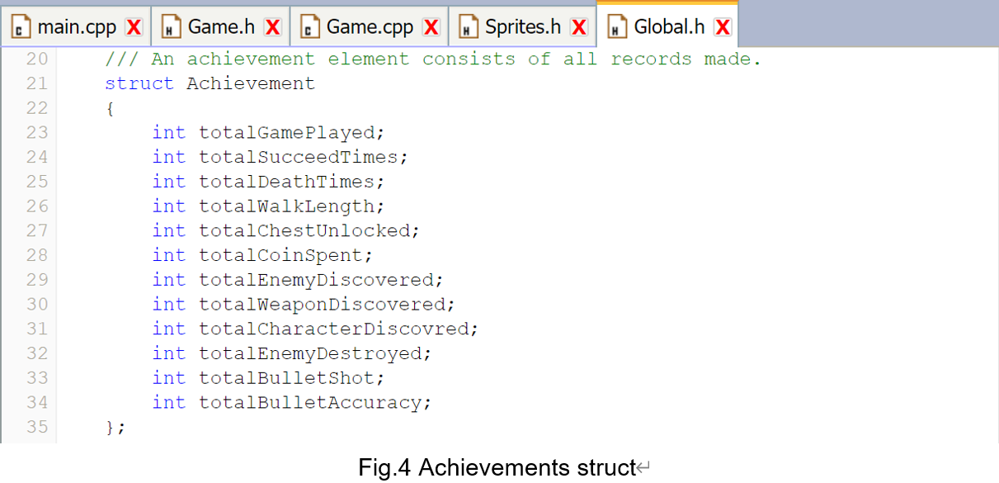 main.cpp X Game.h X Game.cpp X Sprites.h X Global.h X
20 /// An achievement element consists of all records made.
21 struct Achievement
22 {
23 int totalGamePlayed;
24 int totalSucceedTimes;
25 int totalDeathTimes;
26 int totalWalkLength;
27 int totalChestUnlocked;
28 int totalCoinSpent;
29 int totalEnemyDiscovered;
30 int totalWeaponDiscovered;
31 int totalCharacterDiscovred;
32 int totalEnemyDestroyed;
33 int totalBulletShot;
34 int totalBulletAccuracy;
35 };
Fig.4 Achievements struct↵